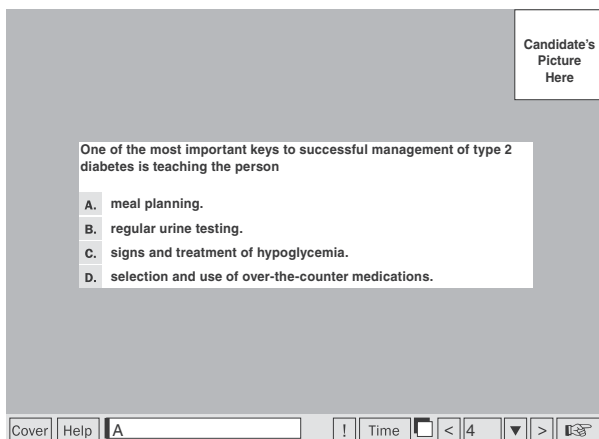 Candidate's
Picture
Here
One of the most important keys to successful management of type 2
diabetes is teaching the person
A. meal planning.
B. regular urine testing.
C. signs and treatment of hypoglycemia.
D. selection and use of over-the-counter medications.
Cover Help A ! Time < 4 ▼ >